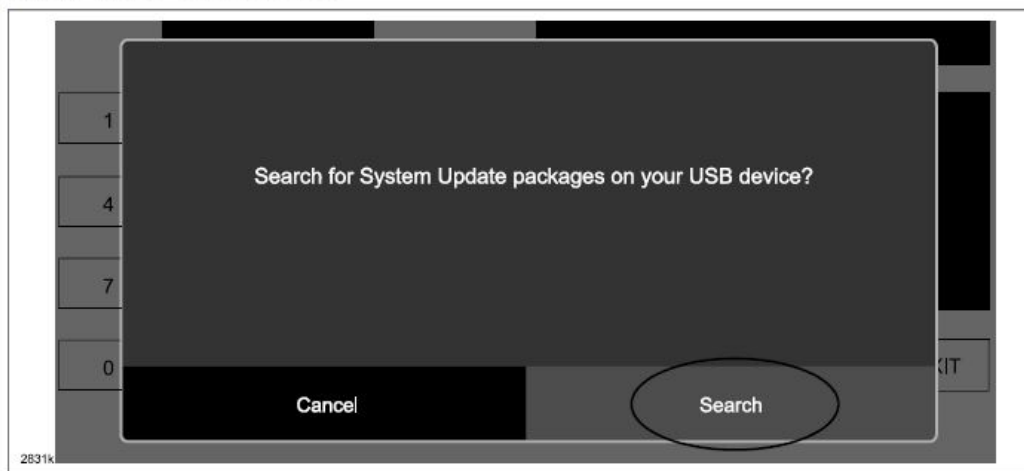 1
Search for System Update packages on your USB device?
4
7
0
Cancel
Search
2831k